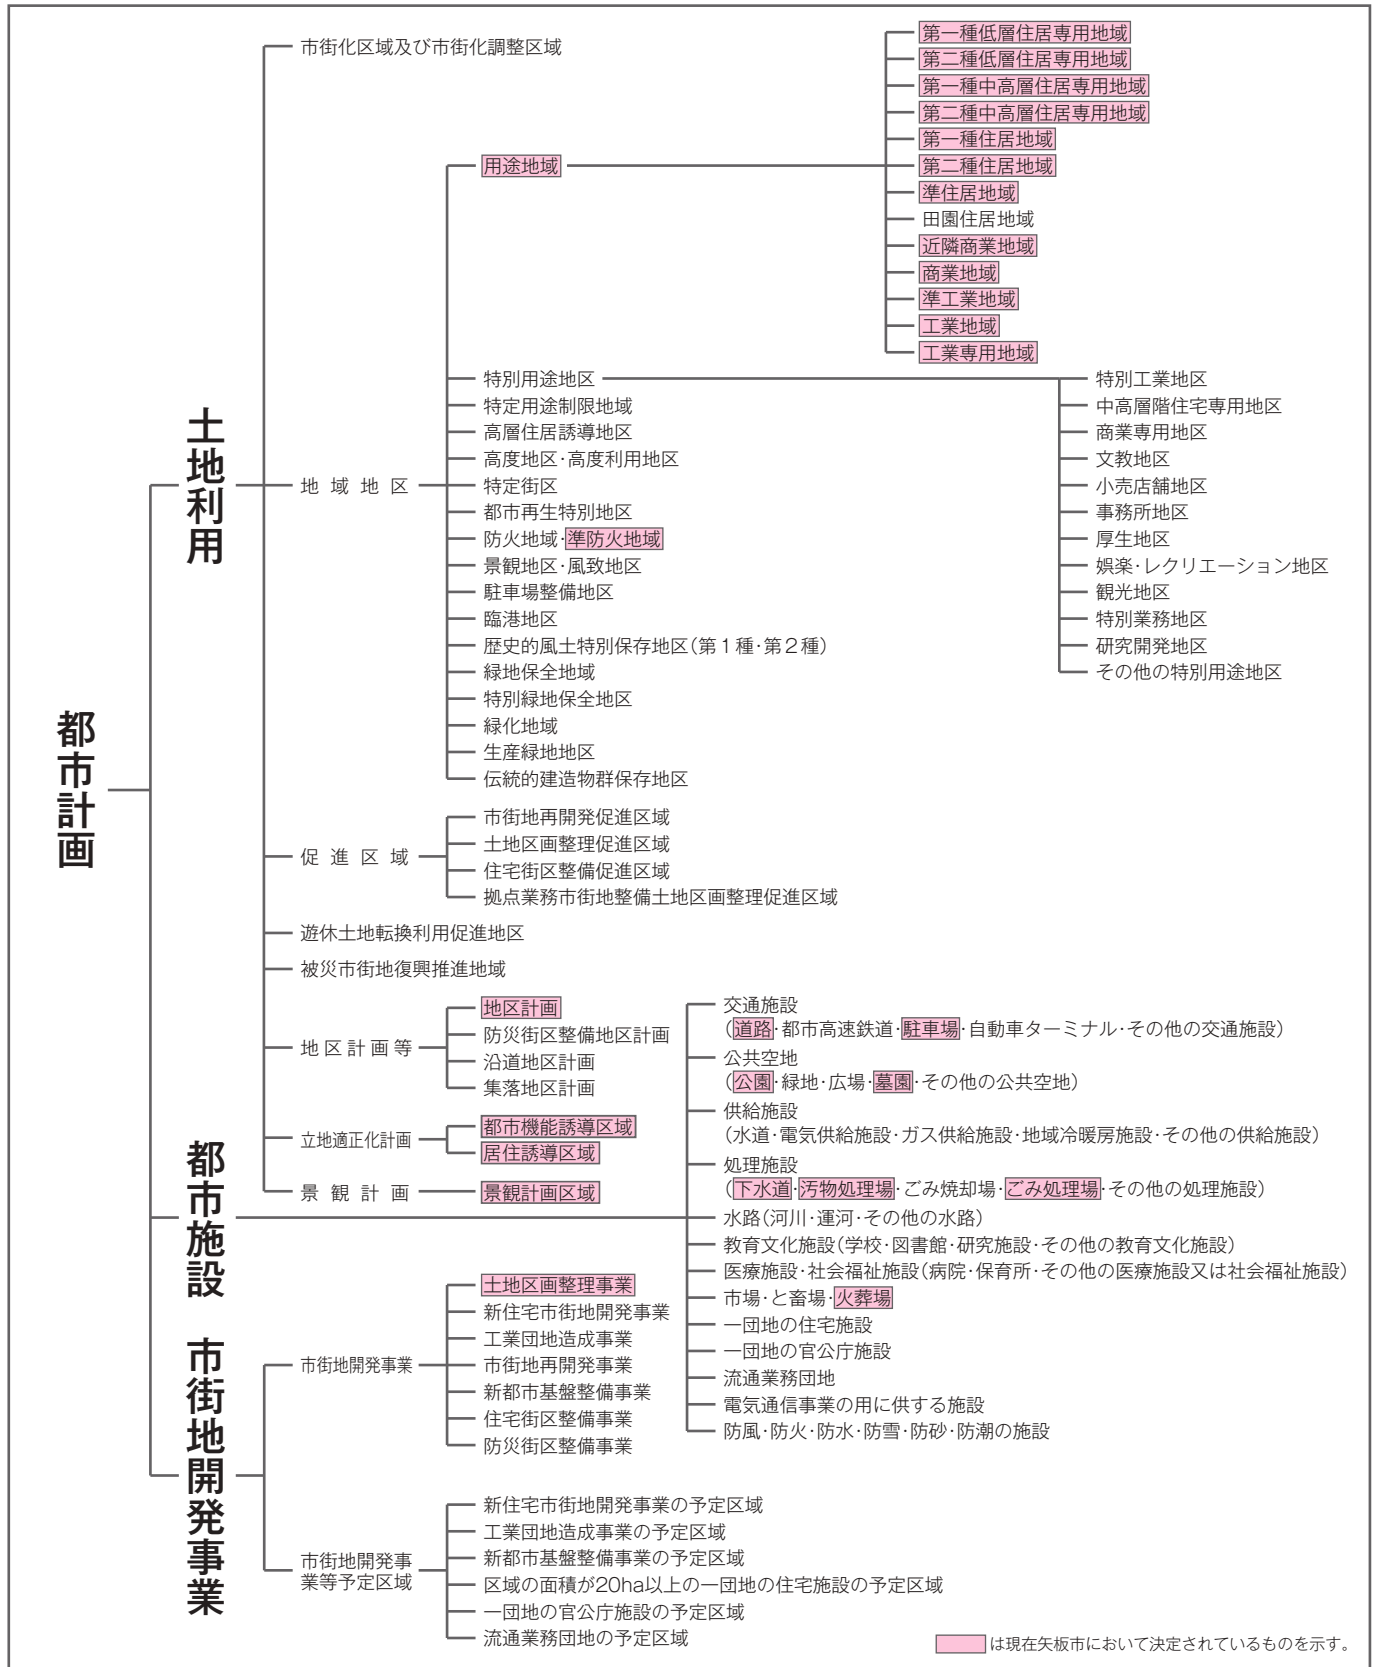 都市計画
土地利用
市街化区域及び市街化調整区域
地域地区
用途地域
第一種低層住居専用地域
第二種低層住居専用地域
第一種中高層住居専用地域
第二種中高層住居専用地域
第一種住居地域
第二種住居地域
準住居地域
田園住居地域
近隣商業地域
商業地域
準工業地域
工業地域
工業専用地域
特別用途地区
特別工業地区
中高層階住宅専用地区
商業専用地区
文教地区
小売店舗地区
事務所地区
厚生地区
娯楽・レクリエーション地区
観光地区
特別業務地区
研究開発地区
その他の特別用途地区
特定用途制限地域
高層住居誘導地区
高度地区・高度利用地区
特定街区
都市再生特別地区
防火地域・準防火地域
景観地区・風致地区
駐車場整備地区
臨港地区
歴史的風土特別保存地区(第1種・第2種)
緑地保全地域
特別緑地保全地区
緑化地域
生産緑地地区
伝統的建造物群保存地区
促進区域
市街地再開発促進区域
土地区画整理促進区域
住宅街区整備促進区域
拠点業務市街地整備土地区画整理促進区域
遊休土地転換利用促進地区
被災市街地復興推進地域
地区計画等
地区計画
防災街区整備地区計画
沿道地区計画
集落地区計画
立地適正化計画
都市機能誘導区域
居住誘導区域
景観計画
景観計画区域
都市施設
交通施設
(道路・都市高速鉄道・駐車場・自動車ターミナル・その他の交通施設)
公共空地
(公園・緑地・広場・墓園・その他の公共空地)
供給施設
(水道・電気供給施設・ガス供給施設・地域冷暖房施設・その他の供給施設)
処理施設
(下水道・汚物処理場・ごみ焼却場・ごみ処理場・その他の処理施設)
水路(河川・運河・その他の水路)
教育文化施設(学校・図書館・研究施設・その他の教育文化施設)
医療施設・社会福祉施設(病院・保育所・その他の医療施設又は社会福祉施設)
市場・と畜場・火葬場
一団地の住宅施設
一団地の官公庁施設
流通業務団地
電気通信事業の用に供する施設
防風・防火・防水・防雪・防砂・防潮の施設
市街地開発事業
市街地開発事業
土地区画整理事業
新住宅市街地開発事業
工業団地造成事業
市街地再開発事業
新都市基盤整備事業
住宅街区整備事業
防災街区整備事業
市街地開発事
業等予定区域
新住宅市街地開発事業の予定区域
工業団地造成事業の予定区域
新都市基盤整備事業の予定区域
区域の面積が20ha以上の一団地の住宅施設の予定区域
一団地の官公庁施設の予定区域
流通業務団地の予定区域
は現在矢板市において決定されているものを示す。